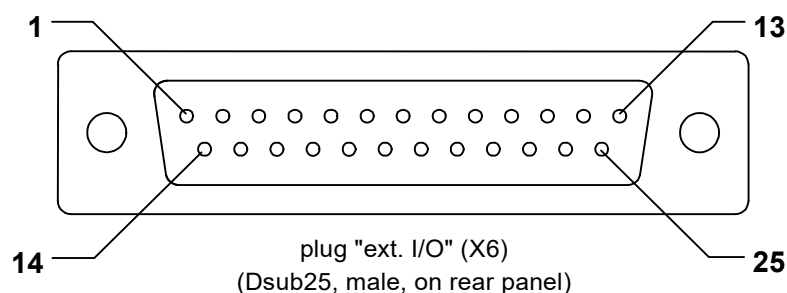 1
13
14
25
plug "ext. I/O" (X6)
(Dsub25, male, on rear panel)